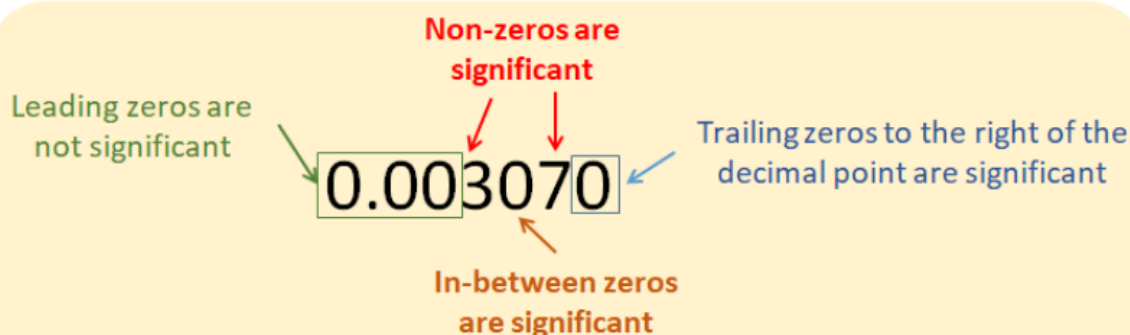 Non-zeros are
significant
Leading zeros are
not significant
Trailing zeros to the right of the
decimal point are significant
0.003070
In-between zeros
are significant